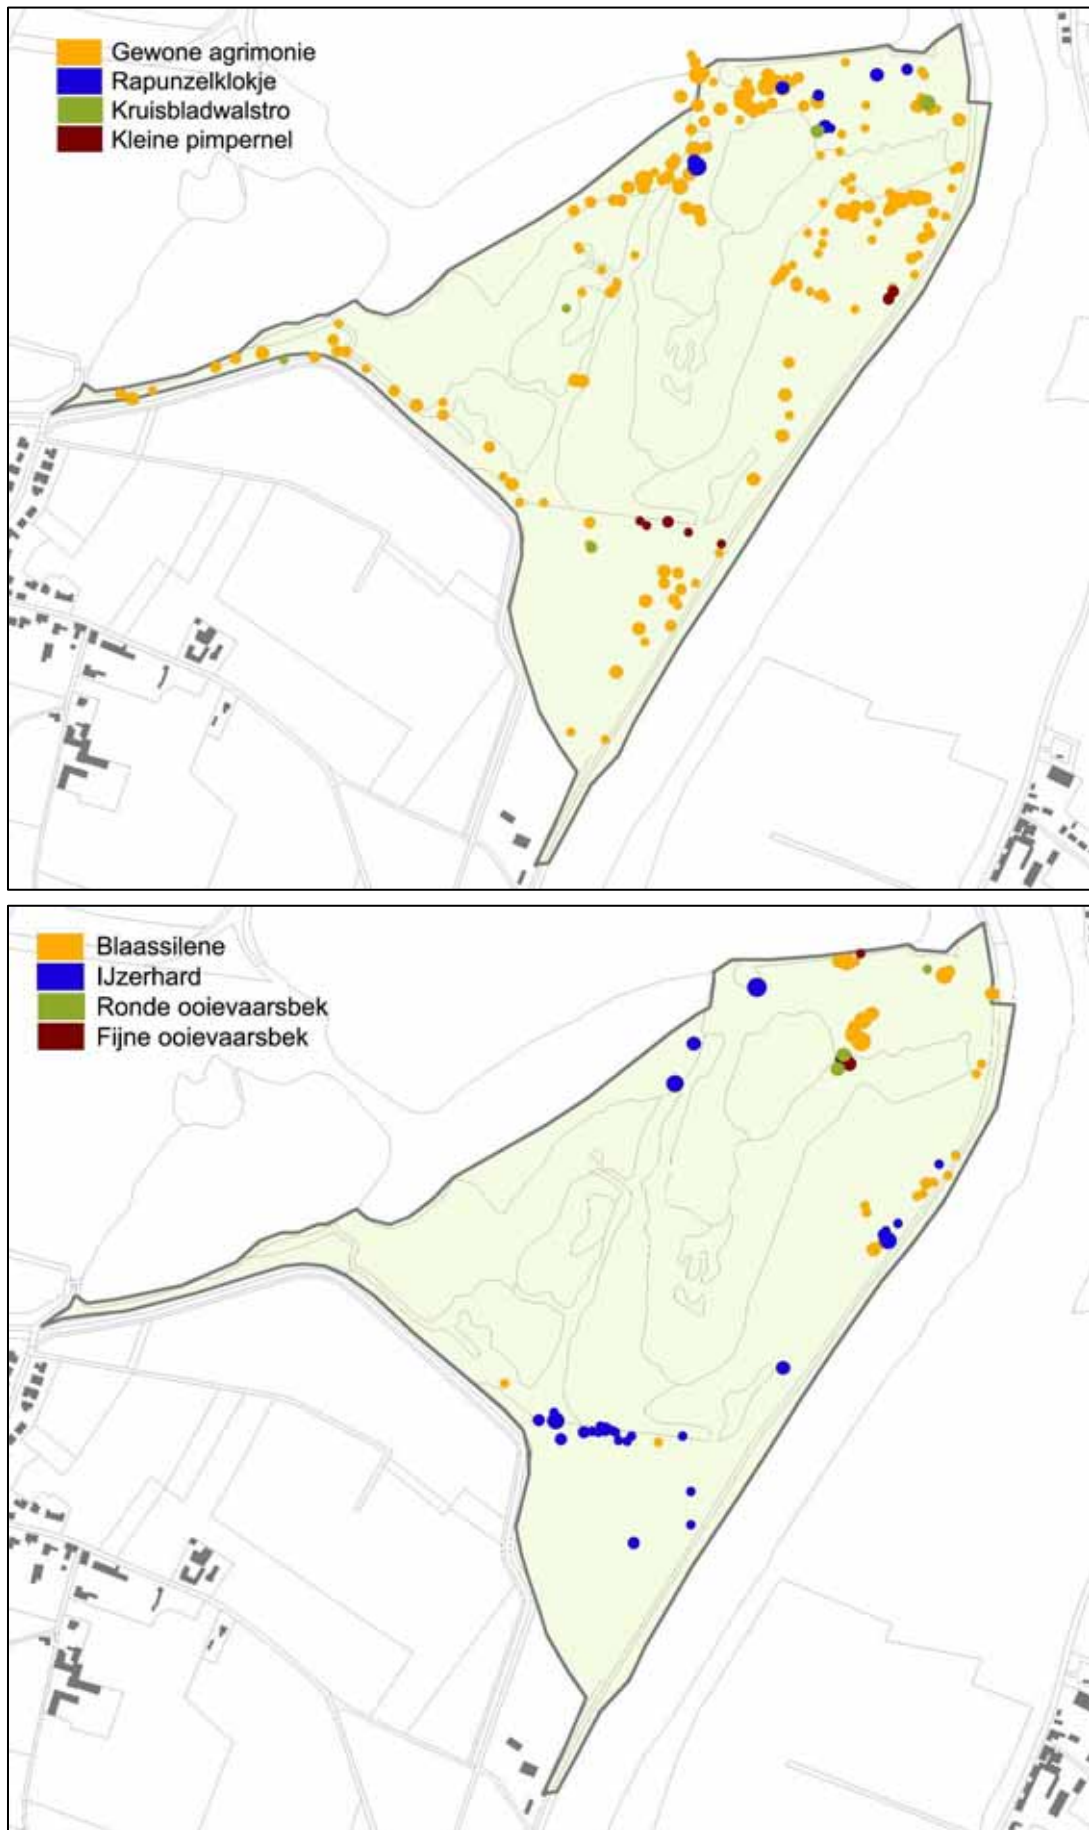 Gewone agrimonie
Rapunzelklokje
Kruisbladwalstro
Kleine pimpernel
Blaassilene
IJzerhard
Ronde ooievaarsbek
Fijne ooievaarsbek